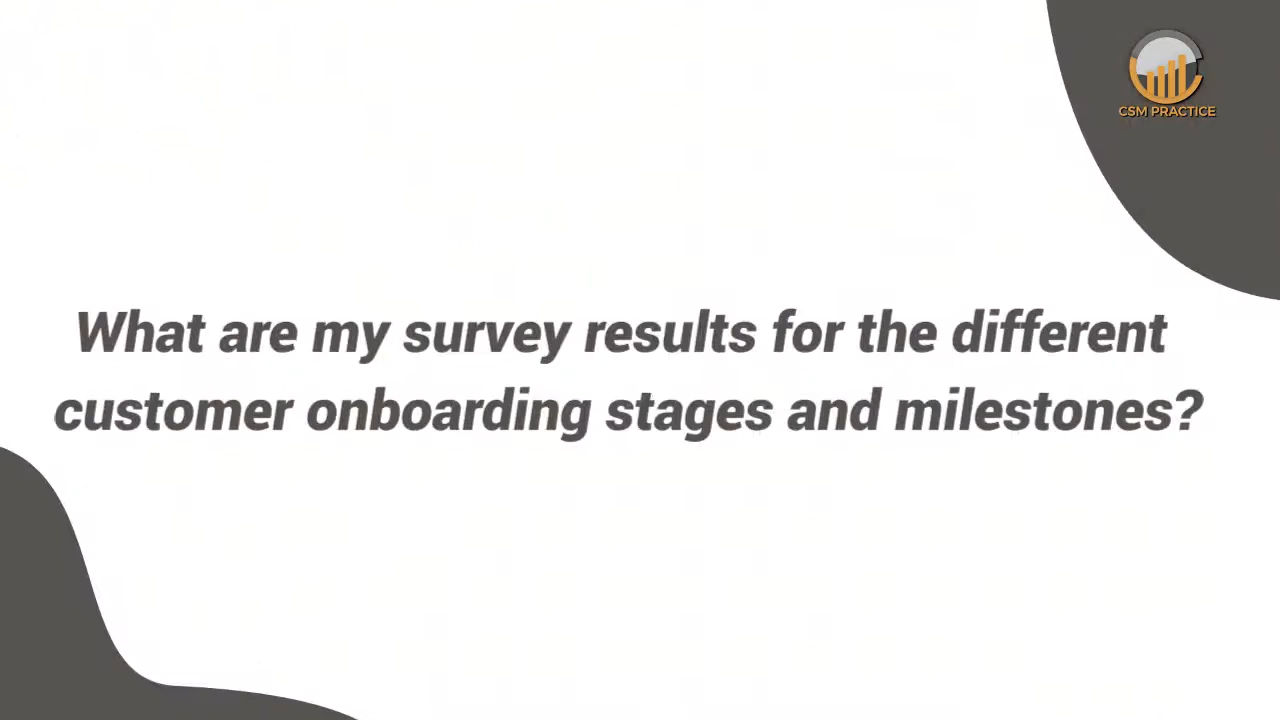 CSM PRACTICE
What are my survey results for the different
customer onboarding stages and milestones?